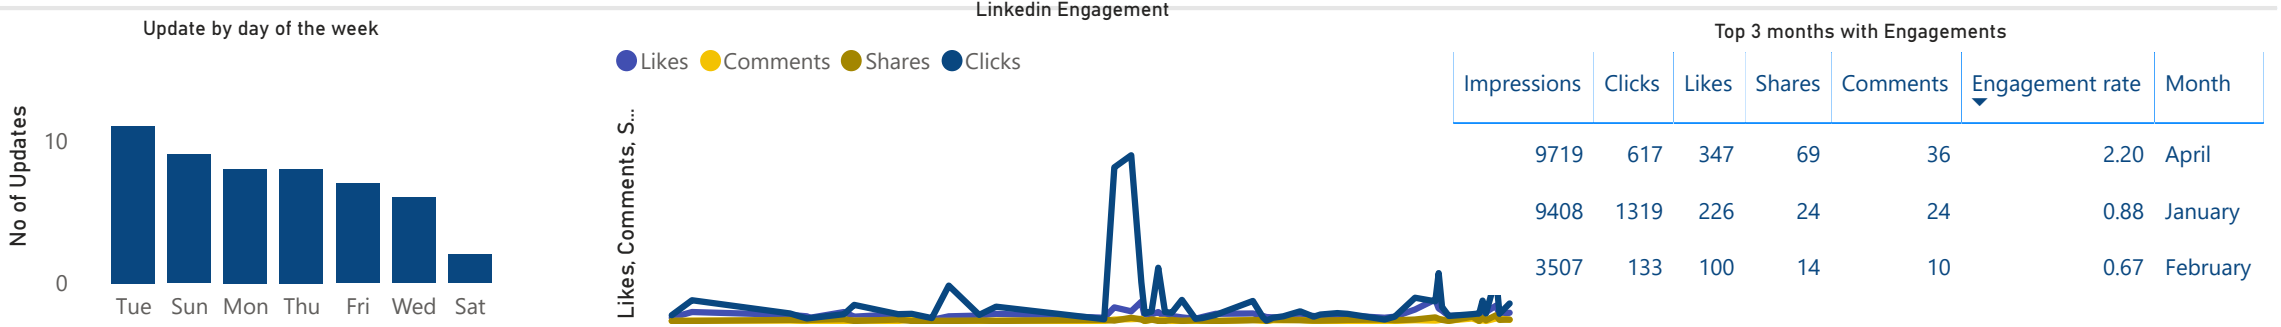 Update by day of the week
No of Updates
10
0
Tue Sun Mon Thu Fri Wed Sat
Linkedin Engagement
Likes Comments Shares Clicks
Likes, Comments, S...
Top 3 months with Engagements
Impressions Clicks Likes Shares Comments Engagement rate Month
9719 617 347 69 36 2.20 April
9408 1319 226 24 24 0.88 January
3507 133 100 14 10 0.67 February